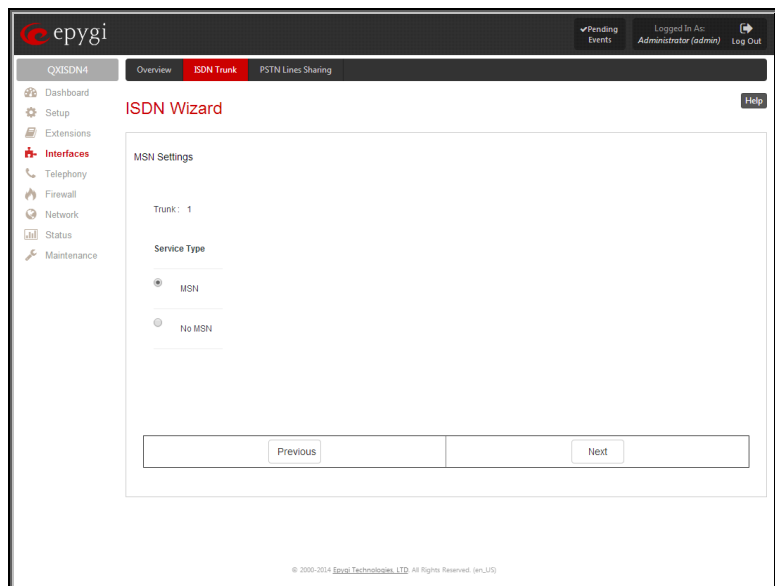 epygi
✔Pending
Events
Logged In As:
Administrator (admin)
Log Out
QXISDN4
Overview
ISDN Trunk
PSTN Lines Sharing
Dashboard
Setup
Extensions
Interfaces
Telephony
Firewall
Network
Status
Maintenance
ISDN Wizard
Help
MSN Settings
Trunk: 1
Service Type
MSN
No MSN
Previous
Next
© 2000-2014 Epygi Technologies, LTD. All Rights Reserved. (en_US)